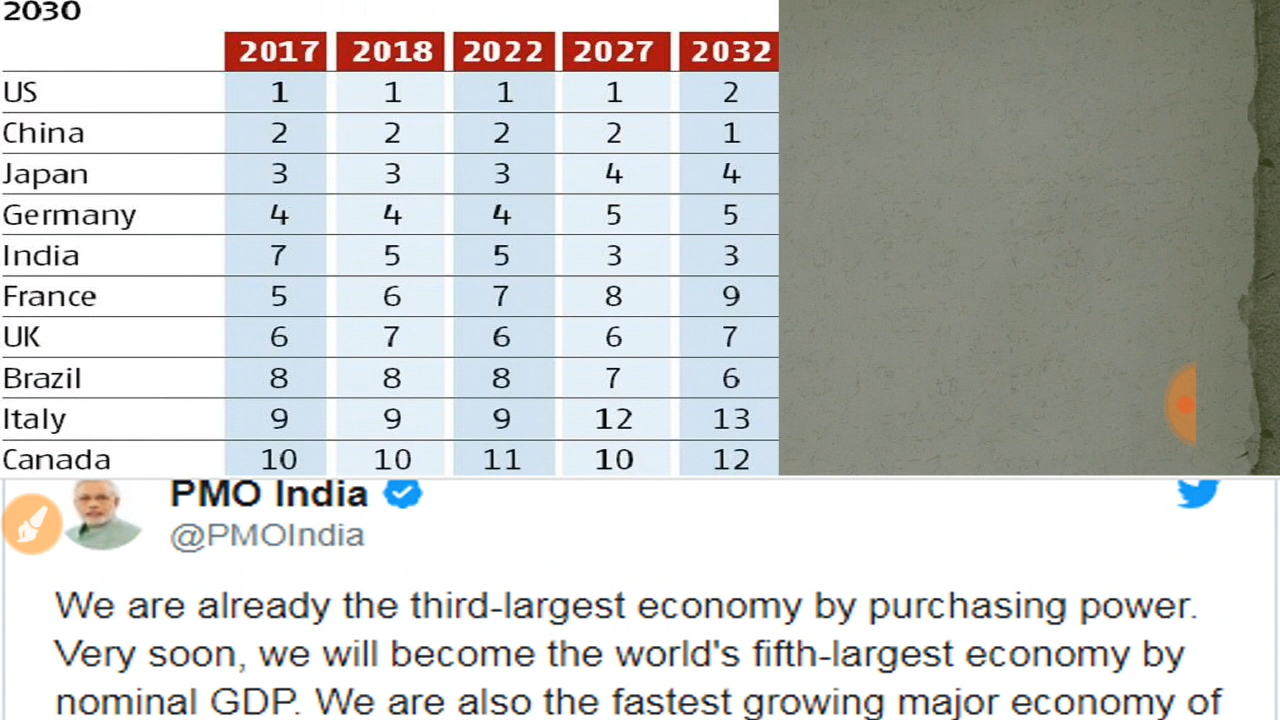 2030
2017 2018 2022 2027 2032
US 1 1 1 1 2
China 2 2 2 2 1
Japan 3 3 3 4 4
Germany 4 4 4 5 5
India 7 5 5 3 3
France 5 6 7 8 9
UK 6 7 6 6 7
Brazil 8 8 8 7 6
Italy 9 9 9 12 13
Canada 10 10 11 10 12
PMO India
@PMOIndia
We are already the third-largest economy by purchasing power.
Very soon, we will become the world's fifth-largest economy by
nominal GDP. We are also the fastest growing major economy of